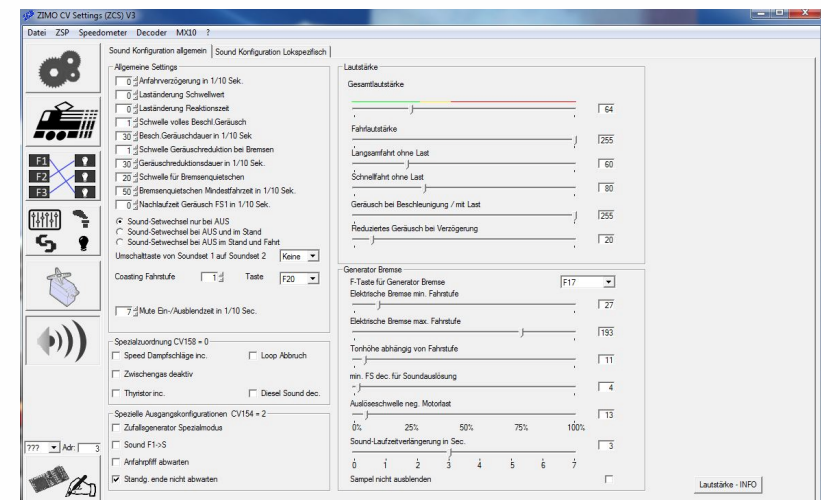 ZIMO CV Settings (ZCS) V3
Datei ZSP Speedometer Decoder MX10 ?
Sound Konfiguration allgemein Sound Konfiguration Lokspezifisch
Allgemeine Settings
0 Anfahrverzögerung in 1/10 Sek.
0 Laständerung Schwellwert
0 Laständerung Reaktionszeit
1 Schwelle volles Beschl.Geräusch
30 Besch.Geräuschdauer in 1/10 Sek
1 Schwelle Geräuschreduktion bei Bremsen
30 Geräuschreduktionsdauer in 1/10 Sek.
20 Schwelle für Bremsenquietschen
50 Bremsenquietschen Mindestfahrzeit in 1/10 Sek.
0 Nachlaufzeit Geräusch FS1 in 1/10 Sek.
Sound-Setwechsel nur bei AUS
Sound-Setwechsel bei AUS und im Stand
Sound-Setwechsel bei AUS im Stand und Fahrt
Umschalttaste von Soundset 1 auf Soundset 2 Keine
Coasting Fahrstufe 1 Taste F20
7 Mute Ein-/Ausblendzeit in 1/10 Sec.
Spezialzuordnung CV158 = 0
Speed Dampfschläge inc. Loop Abbruch
Zwischengas deaktiv
Thyristor inc. Diesel Sound dec.
Spezielle Ausgangskonfigurationen CV154 = 2
Zufallsgenerator Spezialmodus
Sound F1->S
Anfahrpfiff abwarten
Standg. ende nicht abwarten
Lautstärke
Gesamtlautstärke
64
Fahrlautstärke
255
Langsamfahrt ohne Last
60
Schnellfahrt ohne Last
80
Geräusch bei Beschleunigung / mit Last
255
Reduziertes Geräusch bei Verzögerung
20
Generator Bremse
F-Taste für Generator Bremse F17
Elektrische Bremse min. Fahrstufe
27
Elektrische Bremse max. Fahrstufe
193
Tonhöhe abhängig von Fahrstufe
11
min. FS dec. für Soundauslösung
4
Auslöseschwelle neg. Motorlast
13
0% 25% 50% 75% 100%
Sound-Laufzeitverlängerung in Sec.
3
0 1 2 3 4 5 6 7
Sampel nicht ausblenden
Lautstärke - INFO
F1
F2
F3
??? Adr: 3